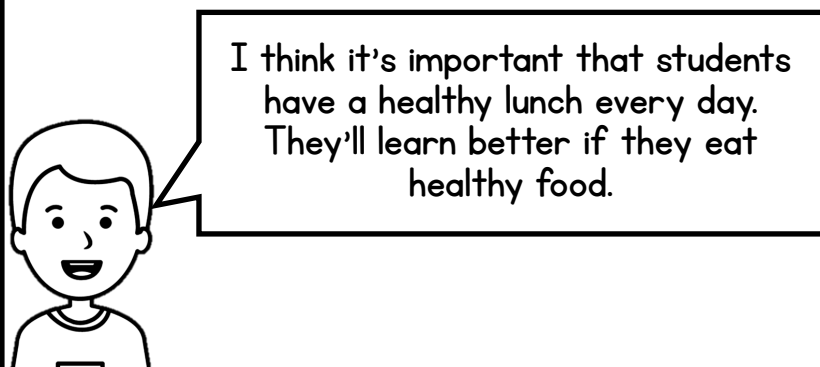 I think it's important that students
have a healthy lunch every day.
They'll learn better if they eat
healthy food.